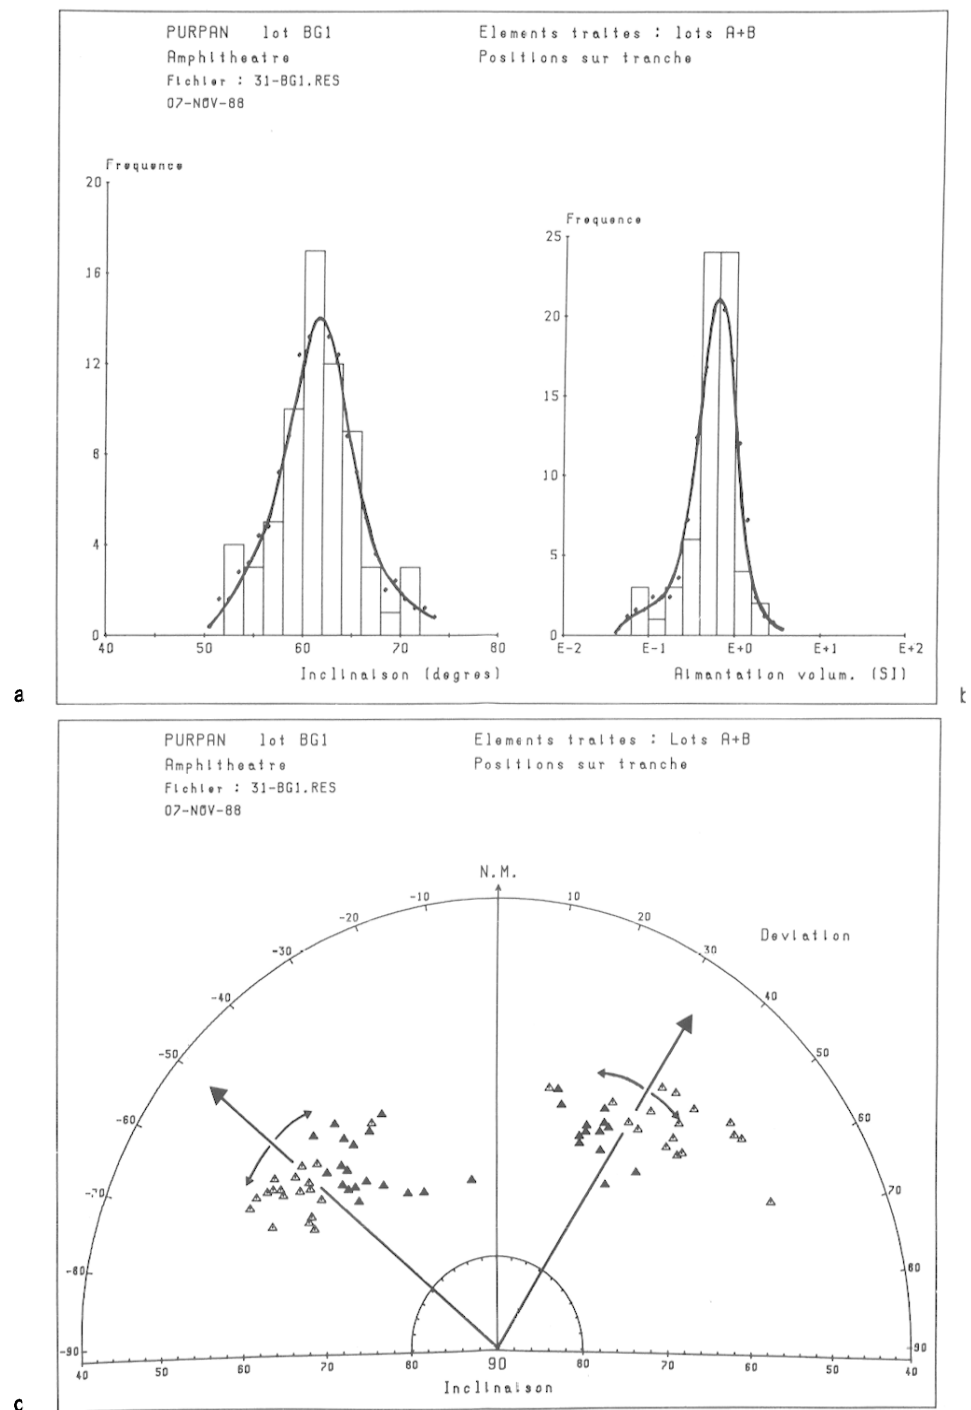 PURPAN lot BG1
Amphitheatre
Fichier : 31-BG1.RES
07-NOV-88
Elements traites : lots A+B
Positions sur tranche
Frequence
20
16
12
8
4
0
40 50 60 70 80
Inclinaison (degres)
a
Frequence
25
20
15
10
5
0
E-2 E-1 E+0 E+1 E+2
Aimantation volum. (SI)
PURPAN lot BG1
Amphitheatre
Fichier : 31-BG1.RES
07-NOV-88
Elements traites : Lots A+B
Positions sur tranche
N.M.
-10 10
-20 20
Deviation
-30 30
-40 40
-50 50
-60 60
-70 70
-80 80
-90 90
40 50 60 70 80 90 80 70 60 50 40
Inclinaison
c